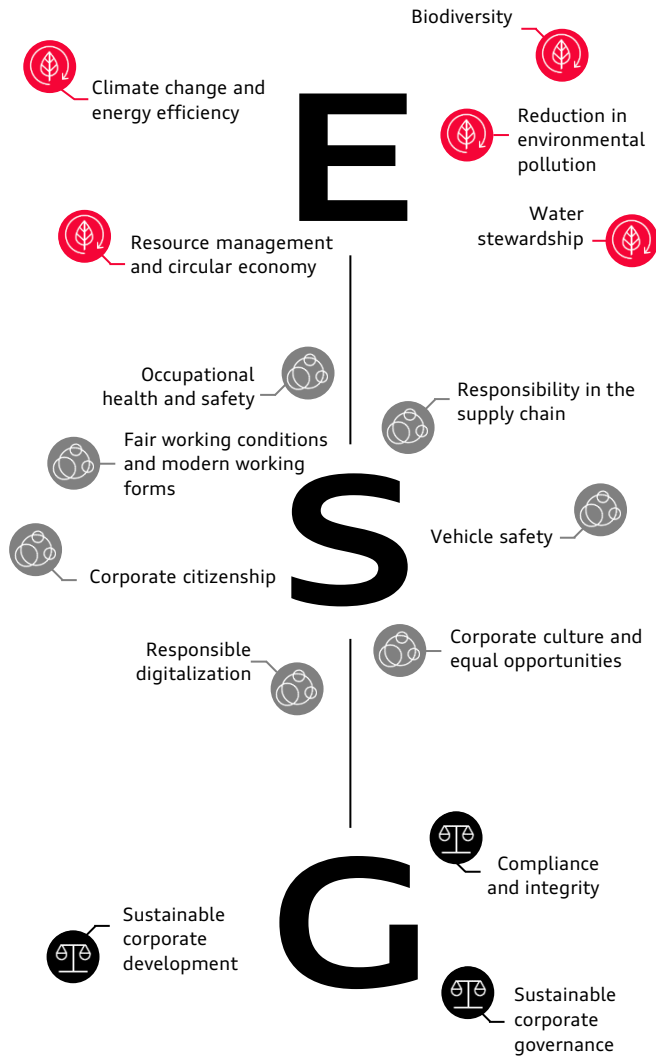 Biodiversity
Climate change and
energy efficiency
E
Reduction in
environmental
pollution
Resource management
and circular economy
Water
stewardship
Occupational
health and safety
Responsibility in the
supply chain
Fair working conditions
and modern working
forms
S
Vehicle safety
Corporate citizenship
Responsible
digitalization
Corporate culture and
equal opportunities
Compliance
and integrity
G
Sustainable
corporate
development
Sustainable
corporate
governance